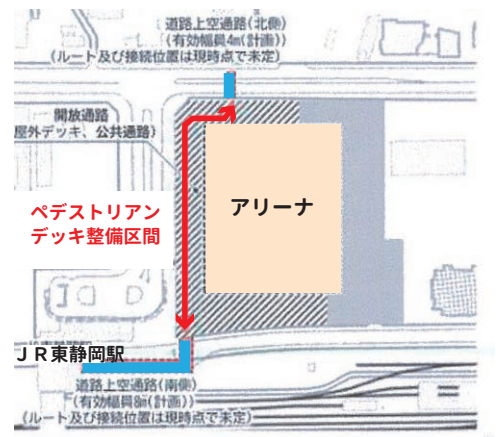 道路上空通路(北側)
(有効幅員4m(計画))
(ルート及び接続位置は現時点で未定)
開放通路
屋外デッキ、公共通路)
アリーナ
ペデストリアン
デッキ整備区間
JR東静岡駅
道路上空通路(南側)
(有効幅員8m(計画))
(ルート及び接続位置は現時点で未定)